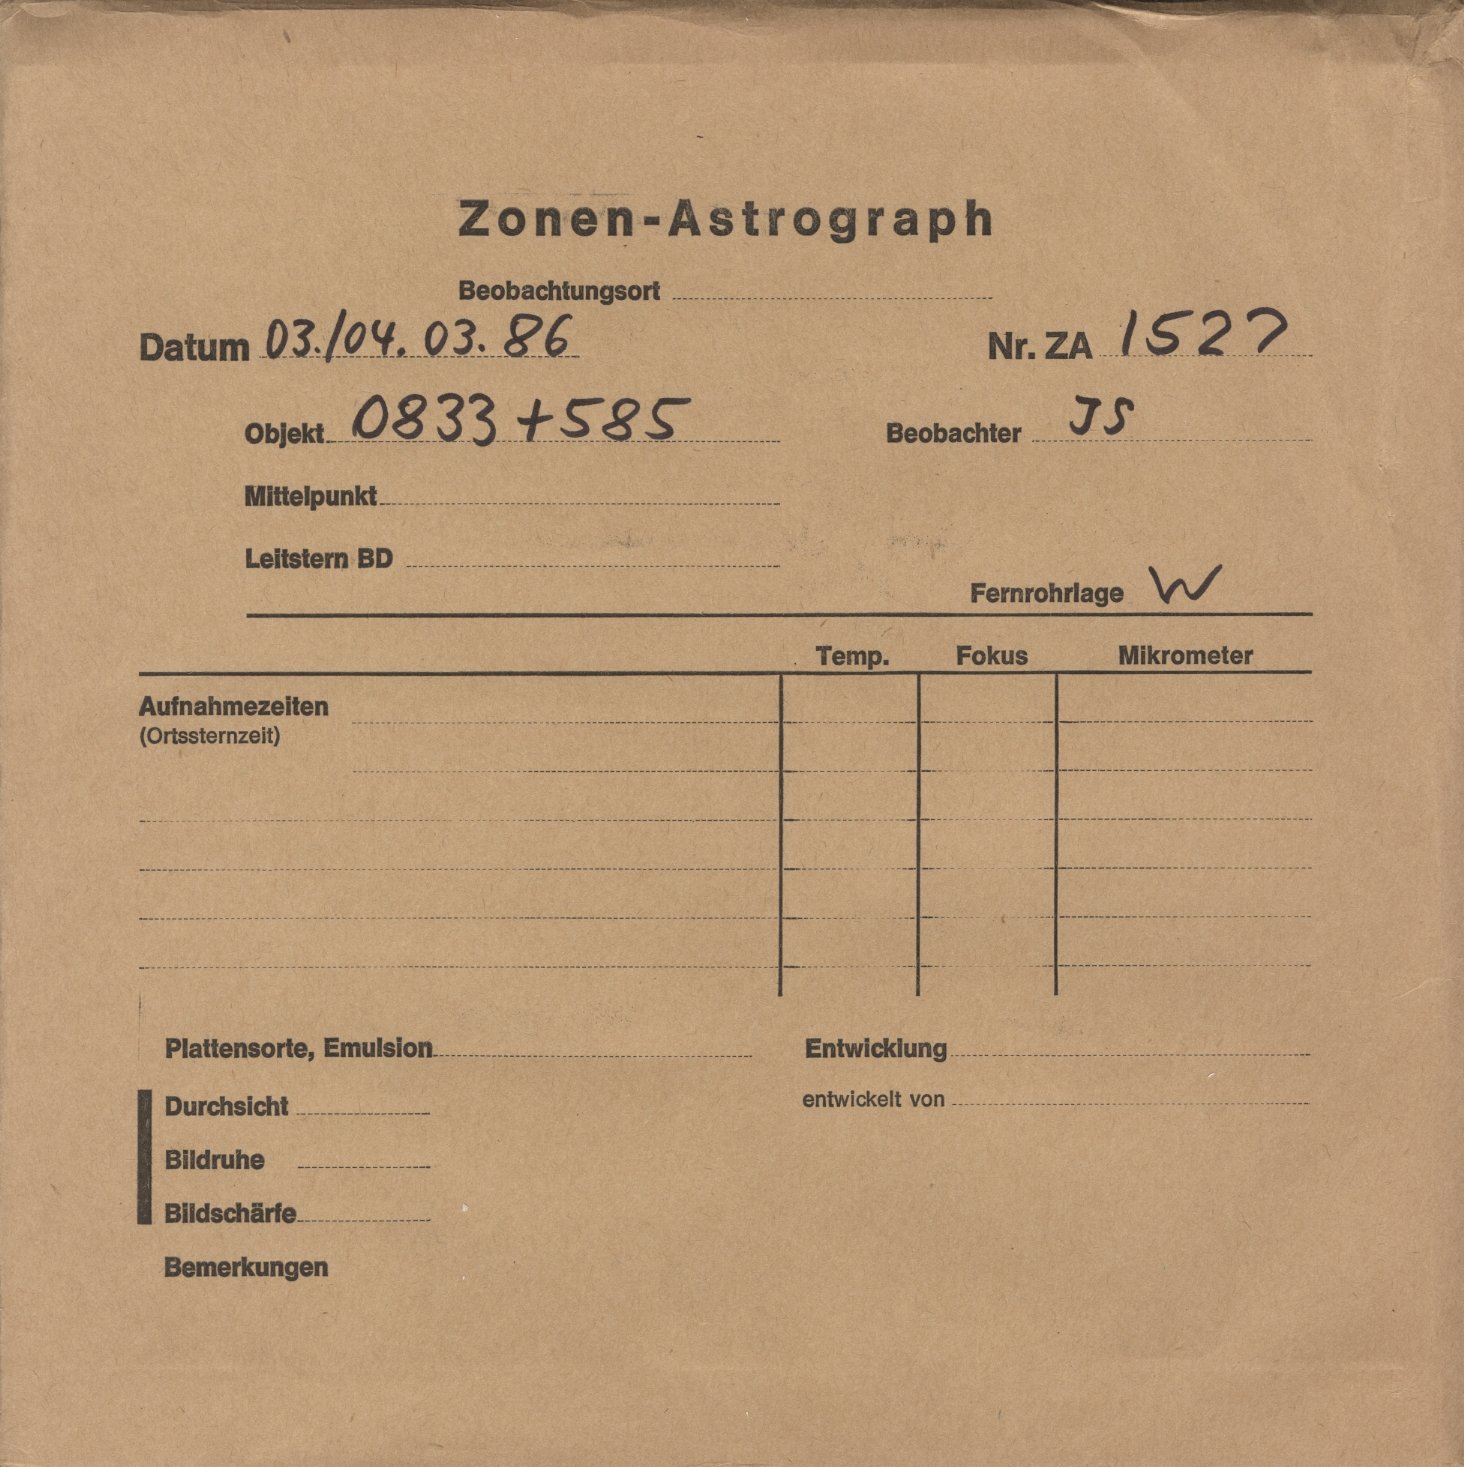 Zonen-Astrograph
Beobachtungsort
Datum 03./04. 03. 86 Nr. ZA 1527
Objekt 0833+585 Beobachter JS
Mittelpunkt
Leitstern BD
Fernrohrlage W
Temp. Fokus Mikrometer
Aufnahmezeiten
(Ortssternzeit)
Plattensorte, Emulsion Entwicklung
Durchsicht entwickelt von
Bildruhe
Bildschärfe
Bemerkungen